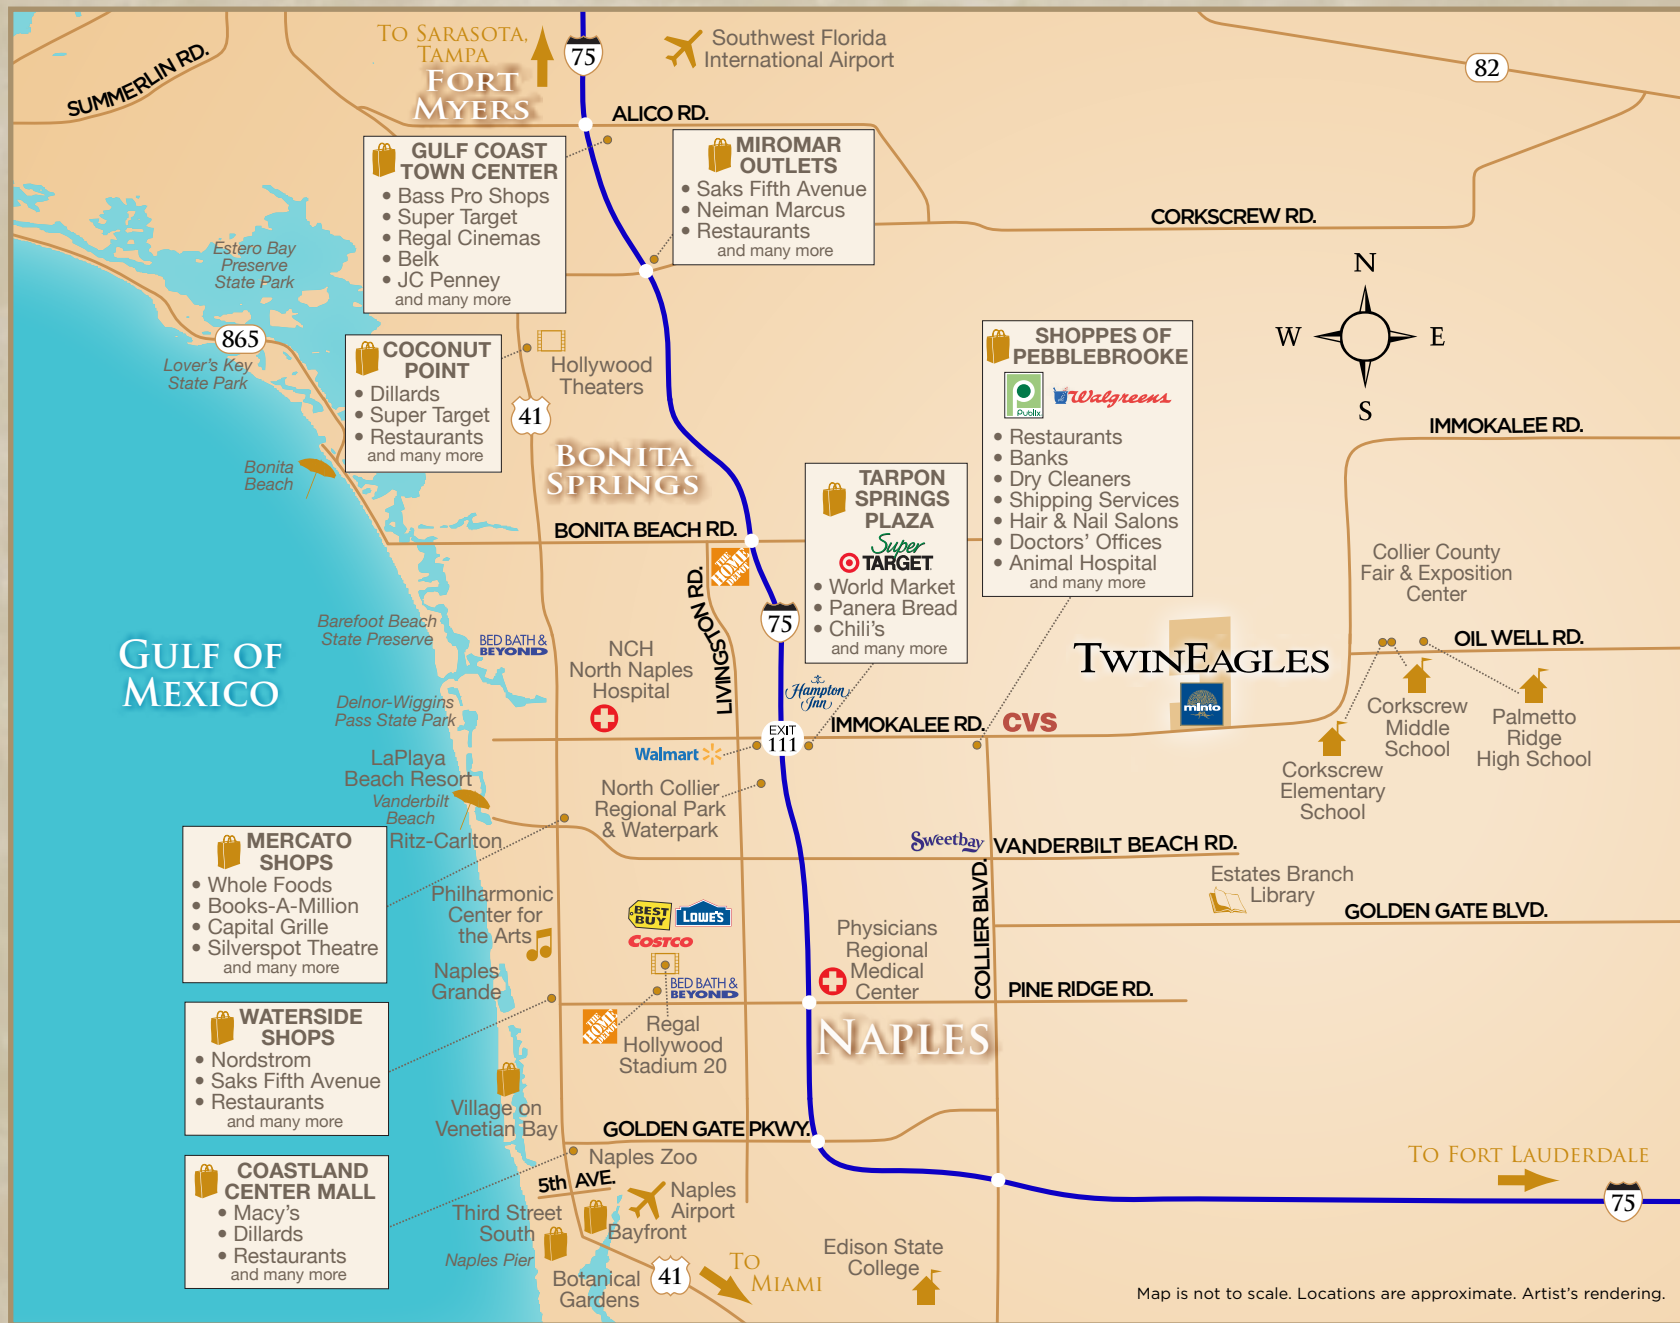 TO SARASOTA,
TAMPA
75
Southwest Florida
International Airport
82
SUMMERLIN RD.
FORT
MYERS
ALICO RD.
GULF COAST
TOWN CENTER
• Bass Pro Shops
• Super Target
• Regal Cinemas
• Belk
• JC Penney
and many more
MIROMAR
OUTLETS
• Saks Fifth Avenue
• Neiman Marcus
• Restaurants
and many more
CORKSCREW RD.
Estero Bay
Preserve
State Park
N
W
E
S
865
Lover's Key
State Park
COCONUT
POINT
• Dillards
• Super Target
• Restaurants
and many more
Hollywood
Theaters
41
SHOPPES OF
PEBBLEBROOKE
Publix
Walgreens
• Restaurants
• Banks
• Dry Cleaners
• Shipping Services
• Hair & Nail Salons
• Doctors' Offices
• Animal Hospital
and many more
IMMOKALEE RD.
Bonita
Beach
BONITA
SPRINGS
TARPON
SPRINGS
PLAZA
Super
TARGET
• World Market
• Panera Bread
• Chili's
and many more
BONITA BEACH RD.
THE HOME DEPOT
LIVINGSTON RD.
75
Collier County
Fair & Exposition
Center
OIL WELL RD.
Barefoot Beach
State Preserve
BED BATH &
BEYOND
NCH
North Naples
Hospital
GULF OF
MEXICO
TWINEAGLES
minto
Hampton
Inn
Delnor-Wiggins
Pass State Park
EXIT
111
IMMOKALEE RD.
CVS
Corkscrew
Middle
School
Palmetto
Ridge
High School
Corkscrew
Elementary
School
Walmart
LaPlaya
Beach Resort
Vanderbilt
Beach
Ritz-Carlton
North Collier
Regional Park
& Waterpark
MERCATO
SHOPS
• Whole Foods
• Books-A-Million
• Capital Grille
• Silverspot Theatre
and many more
Sweetbay
VANDERBILT BEACH RD.
COLLIER BLVD.
Estates Branch
Library
GOLDEN GATE BLVD.
Philharmonic
Center for
the Arts
BEST
BUY
LOWE'S
COSTCO
Physicians
Regional
Medical
Center
Naples
Grande
BED BATH &
BEYOND
PINE RIDGE RD.
WATERSIDE
SHOPS
• Nordstrom
• Saks Fifth Avenue
• Restaurants
and many more
THE HOME DEPOT
Regal
Hollywood
Stadium 20
NAPLES
Village on
Venetian Bay
GOLDEN GATE PKWY.
Naples Zoo
COASTLAND
CENTER MALL
• Macy's
• Dillards
• Restaurants
and many more
5th AVE.
Naples
Airport
Third Street
South
Bayfront
Naples Pier
Botanical
Gardens
41
TO
MIAMI
Edison State
College
TO FORT LAUDERDALE
75
Map is not to scale. Locations are approximate. Artist's rendering.